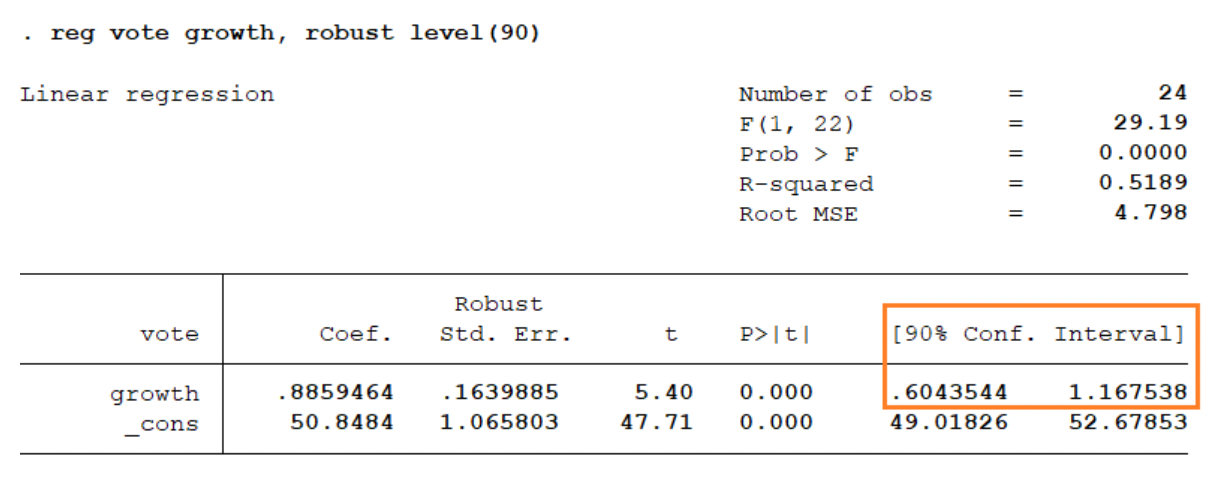 . reg vote growth, robust level(90)
Linear regression Number of obs = 24
F(1, 22) = 29.19
Prob > F = 0.0000
R-squared = 0.5189
Root MSE = 4.798
Robust
vote Coef. Std. Err. t P>|t| [90% Conf. Interval]
growth .8859464 .1639885 5.40 0.000 .6043544 1.167538
_cons 50.8484 1.065803 47.71 0.000 49.01826 52.67853